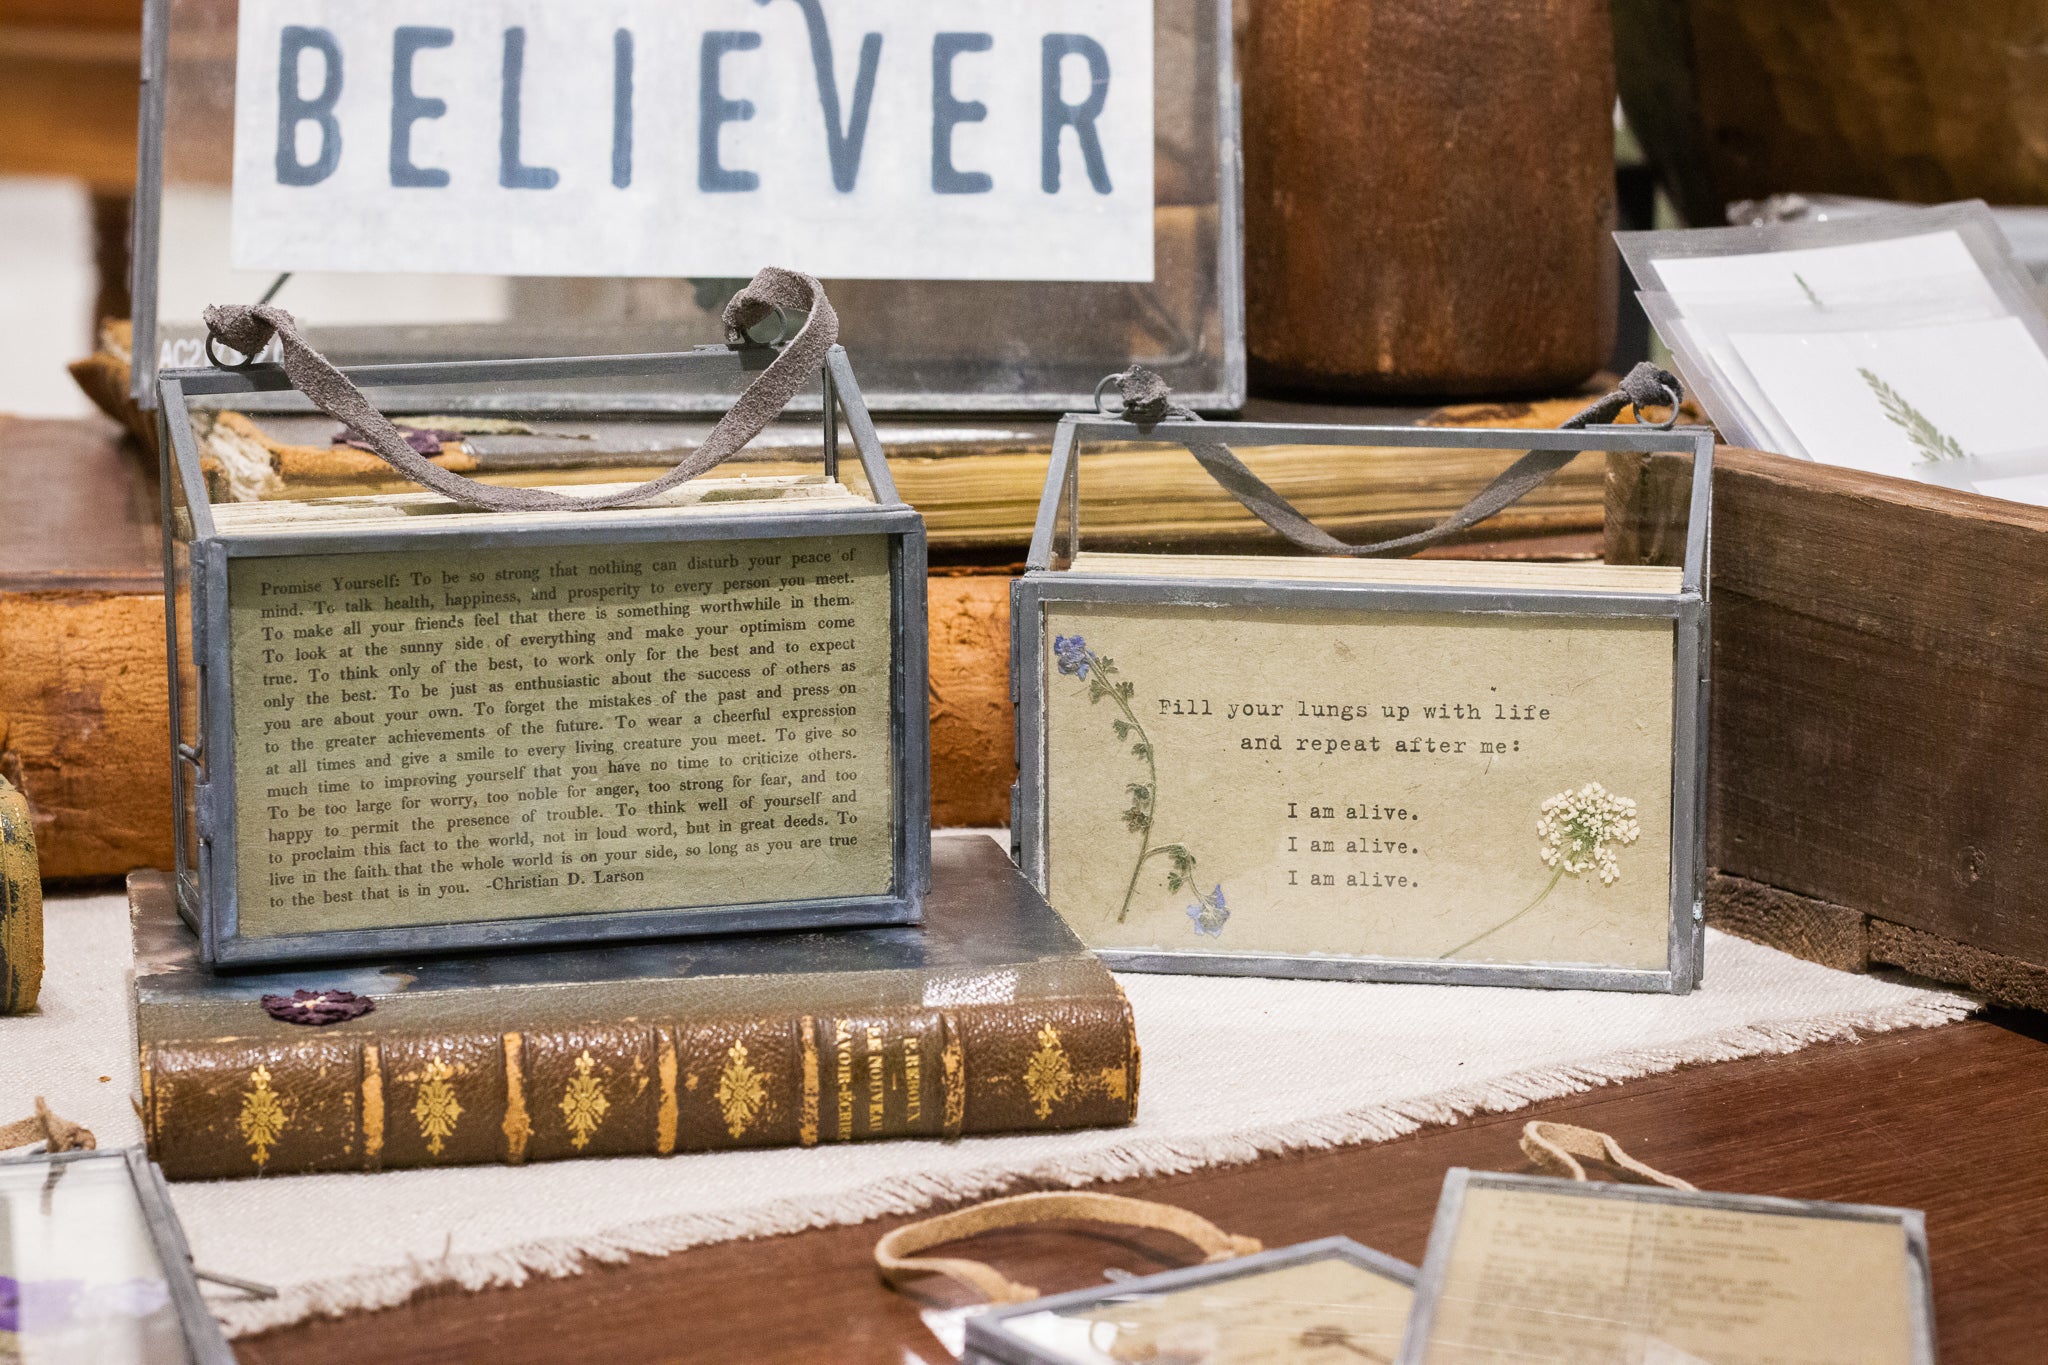 BELIEVER
Promise Yourself: To be so strong that nothing can disturb your peace of
mind. To talk health, happiness, and prosperity to every person you meet.
To make all your friends feel that there is something worthwhile in them.
To look at the sunny side of everything and make your optimism come
true. To think only of the best, to work only for the best and to expect
only the best. To be just as enthusiastic about the success of others as
you are about your own. To forget the mistakes of the past and press on
to the greater achievements of the future. To wear a cheerful expression
at all times and give a smile to every living creature you meet. To give so
much time to improving yourself that you have no time to criticize others.
To be too large for worry, too noble for anger, too strong for fear, and too
happy to permit the presence of trouble. To think well of yourself and
to proclaim this fact to the world, not in loud word, but in great deeds. To
live in the faith that the whole world is on your side, so long as you are true
to the best that is in you. -Christian D. Larson
Fill your lungs up with life
and repeat after me:
I am alive.
I am alive.
I am alive.
P. REBOUX
NOUVEAU
SAVOIR-ÉCRIRE